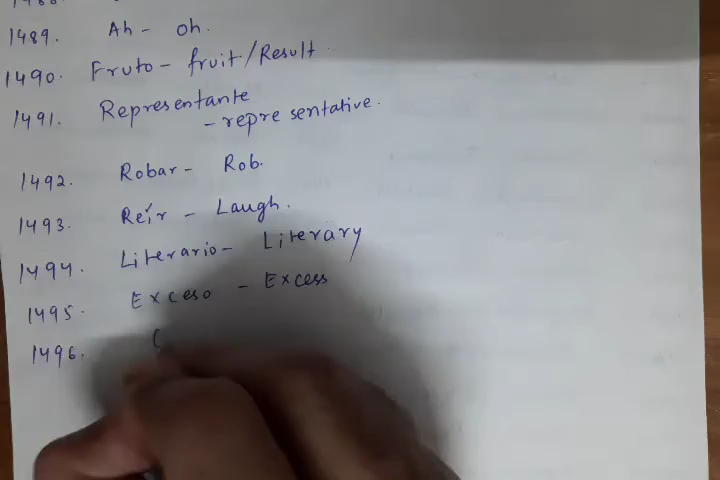 1489. Ah - oh.
1490. Fruto - fruit/Result.
1491. Representante
- representative.
1492. Robar - Rob.
1493. Reír - Laugh.
1494. Literario - Literary
1495. Exceso - Excess
1496.